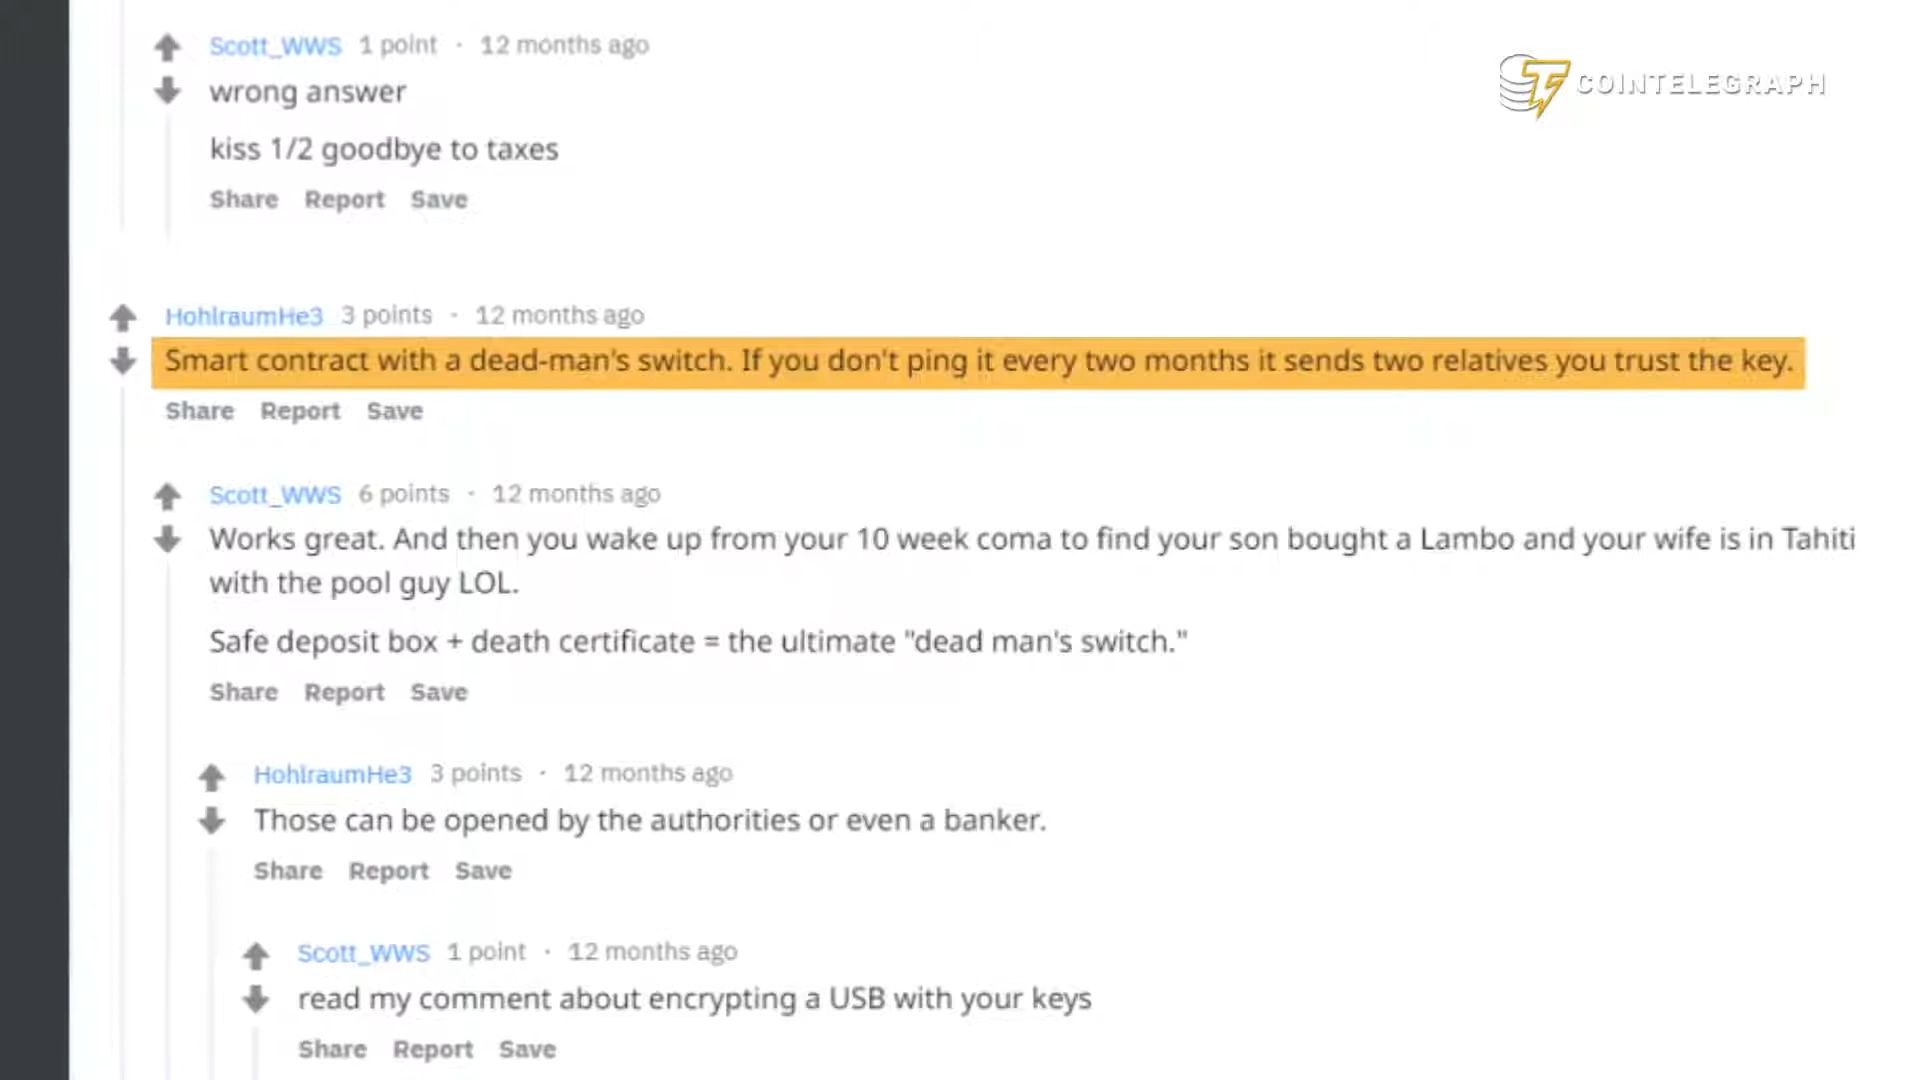 Scott_WWS 1 point · 12 months ago
COINTELEGRAPH
wrong answer
kiss 1/2 goodbye to taxes
Share Report Save
HohlraumHe3 3 points · 12 months ago
Smart contract with a dead-man's switch. If you don't ping it every two months it sends two relatives you trust the key.
Share Report Save
Scott_WWS 6 points · 12 months ago
Works great. And then you wake up from your 10 week coma to find your son bought a Lambo and your wife is in Tahiti
with the pool guy LOL.
Safe deposit box + death certificate = the ultimate "dead man's switch."
Share Report Save
HohlraumHe3 3 points · 12 months ago
Those can be opened by the authorities or even a banker.
Share Report Save
Scott_WWS 1 point · 12 months ago
read my comment about encrypting a USB with your keys
Share Report Save